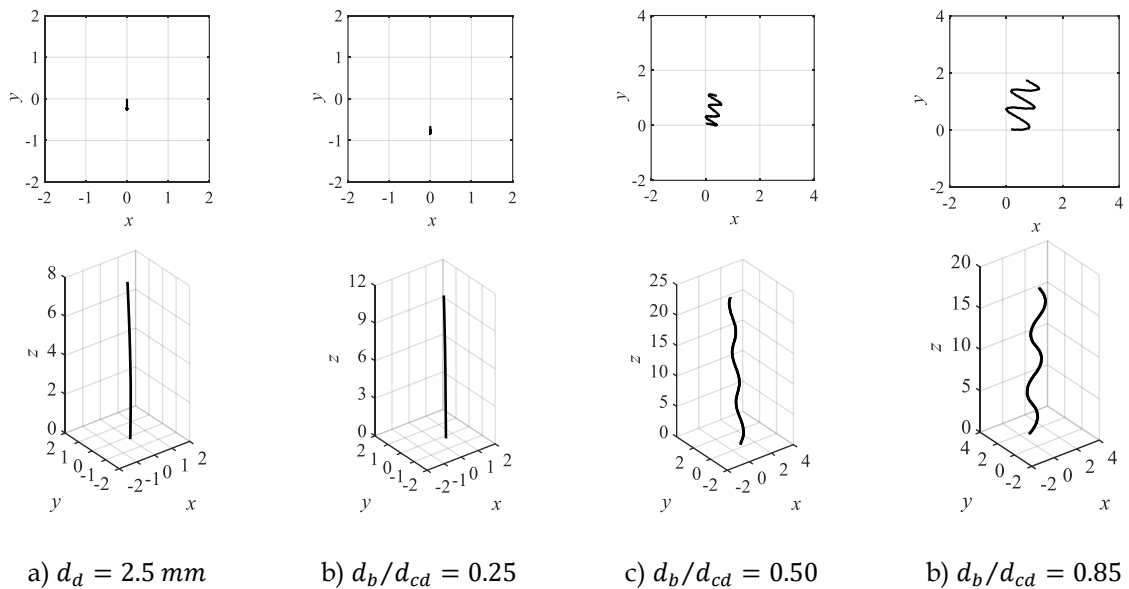 2
1
0
-1
-2
y
-2 -1 0 1 2
x
2
1
0
-1
-2
y
-2 -1 0 1 2
x
4
2
0
-2
y
-2 0 2 4
x
4
2
0
-2
y
-2 0 2 4
x
8
6
4
2
0
z
2 1 0 -1 -2
y
-2 -1 0 1 2
x
12
9
6
3
0
z
2 1 0 -1 -2
y
-2 -1 0 1 2
x
25
20
15
10
5
0
z
2 0 -2
y
-2 0 2 4
x
20
15
10
5
0
z
4 2 0 -2
y
-2 0 2 4
x
a) d_d = 2.5 mm
b) d_b/d_cd = 0.25
c) d_b/d_cd = 0.50
b) d_b/d_cd = 0.85